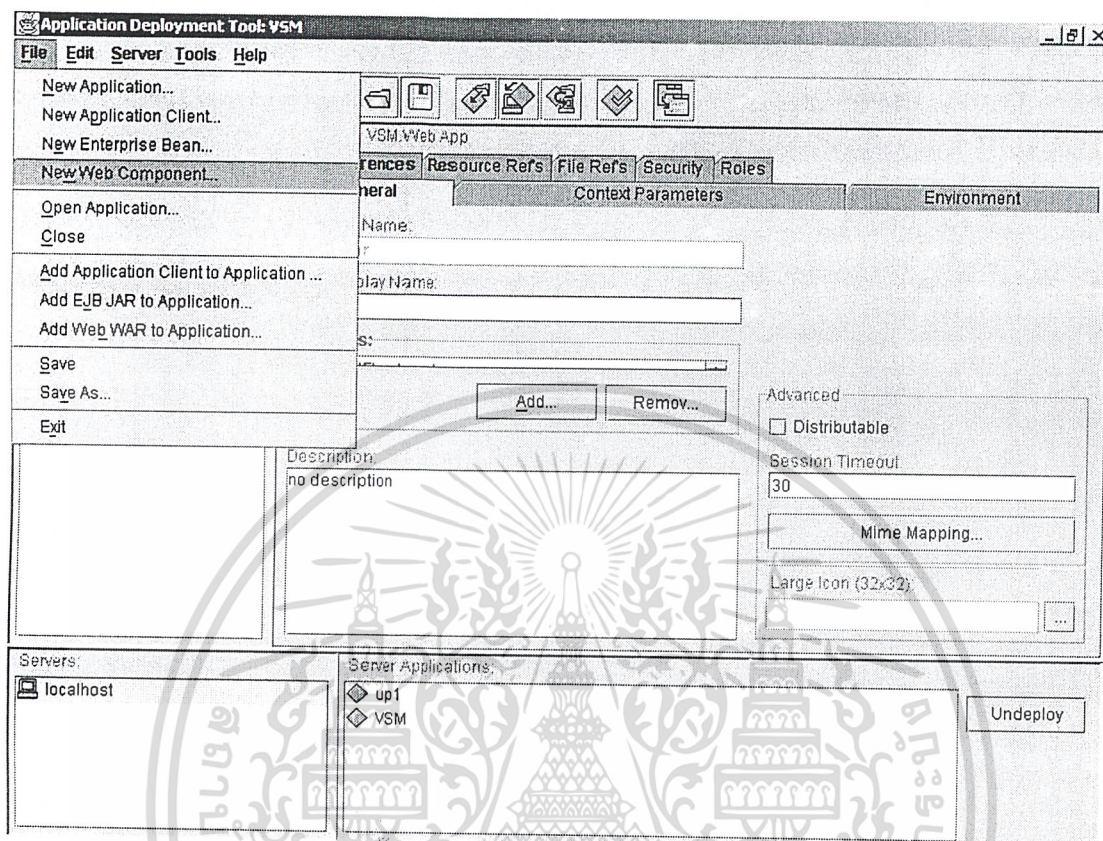 Application Deployment Tool: VSM
File Edit Server Tools Help
New Application...
New Application Client...
New Enterprise Bean...
New Web Component...
Open Application...
Close
Add Application Client to Application ...
Add EJB JAR to Application...
Add Web WAR to Application...
Save
Save As...
Exit
VSM.Web App
rences Resource Refs File Refs Security Roles
neral Context Parameters Environment
Name:
r
play Name:
s:
Add... Remov...
Description:
no description
Advanced
Distributable
Session Timeout
30
Mime Mapping...
Large Icon (32x32):
...
Servers:
localhost
Server Applications:
up1
VSM
Undeploy